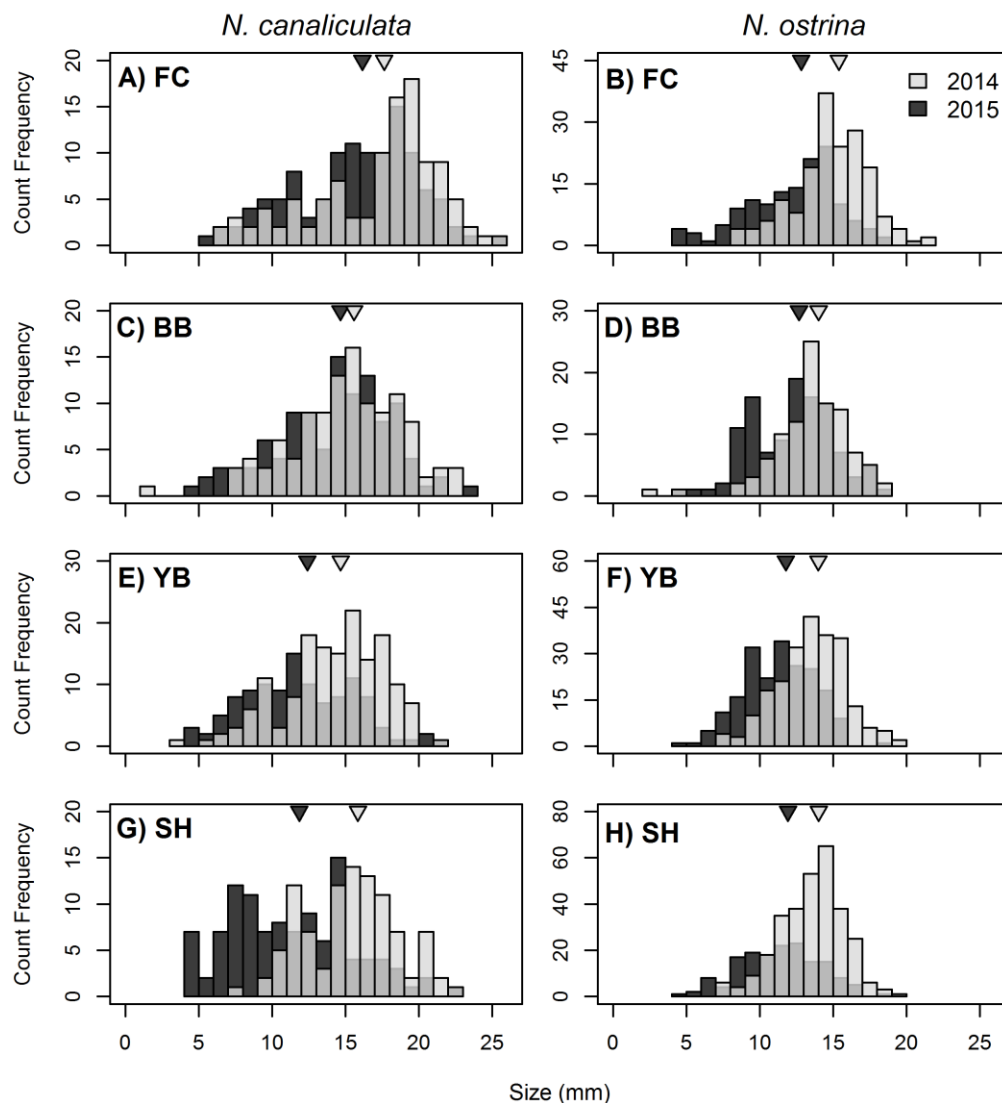 N. canaliculata
N. ostrina
A) FC
Count Frequency
0 5 10 15 20
B) FC
0 15 30 45
2014
2015
C) BB
Count Frequency
0 5 10 15 20
D) BB
0 10 20 30
E) YB
Count Frequency
0 10 20 30
F) YB
0 15 30 45 60
G) SH
Count Frequency
0 5 10 15 20
0 5 10 15 20 25
H) SH
0 20 40 60 80
0 5 10 15 20 25
Size (mm)